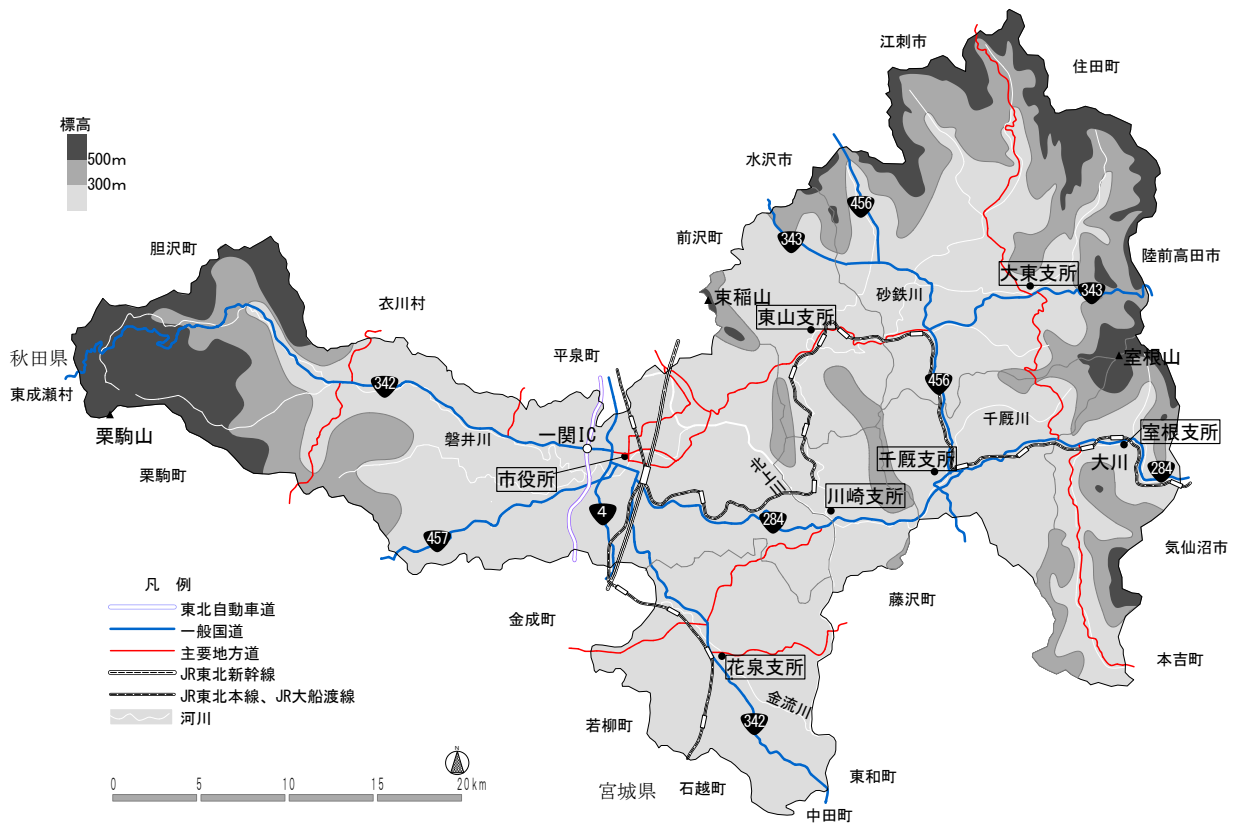 江刺市
住田町
標高
500m
300m
水沢市
456
胆沢町
前沢町
343
陸前高田市
大東支所
343
衣川村
束稲山
砂鉄川
東山支所
秋田県
平泉町
室根山
東成瀬村
342
456
栗駒山
磐井川
一関IC
千厩川
室根支所
栗駒町
市役所
北上川
千厩支所
大川
284
川崎支所
4
284
457
気仙沼市
凡 例
東北自動車道
一般国道
主要地方道
JR東北新幹線
JR東北本線、JR大船渡線
河川
金成町
藤沢町
本吉町
花泉支所
金流川
若柳町
342
N
0 5 10 15 20km
宮城県
石越町
東和町
中田町